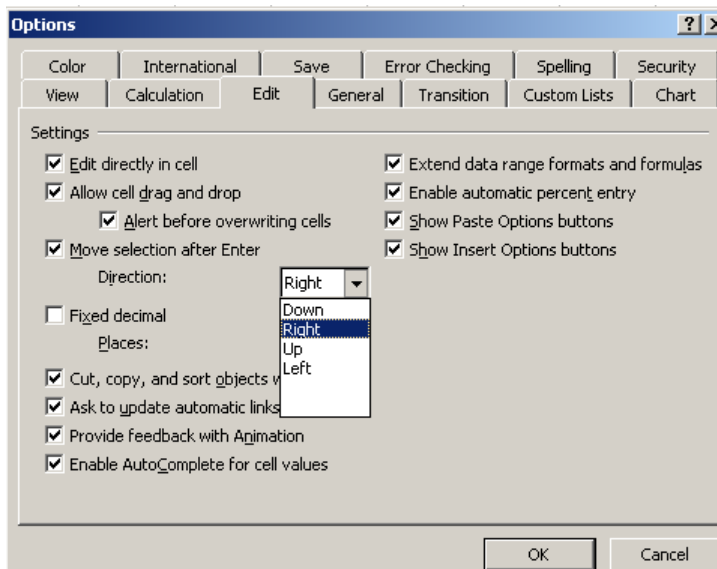 Options
Color International Save Error Checking Spelling Security
View Calculation Edit General Transition Custom Lists Chart
Settings
Edit directly in cell
Allow cell drag and drop
Alert before overwriting cells
Move selection after Enter
Direction: Right
Down
Right
Up
Left
Fixed decimal
Places:
Cut, copy, and sort objects
Ask to update automatic links
Provide feedback with Animation
Enable AutoComplete for cell values
Extend data range formats and formulas
Enable automatic percent entry
Show Paste Options buttons
Show Insert Options buttons
OK Cancel